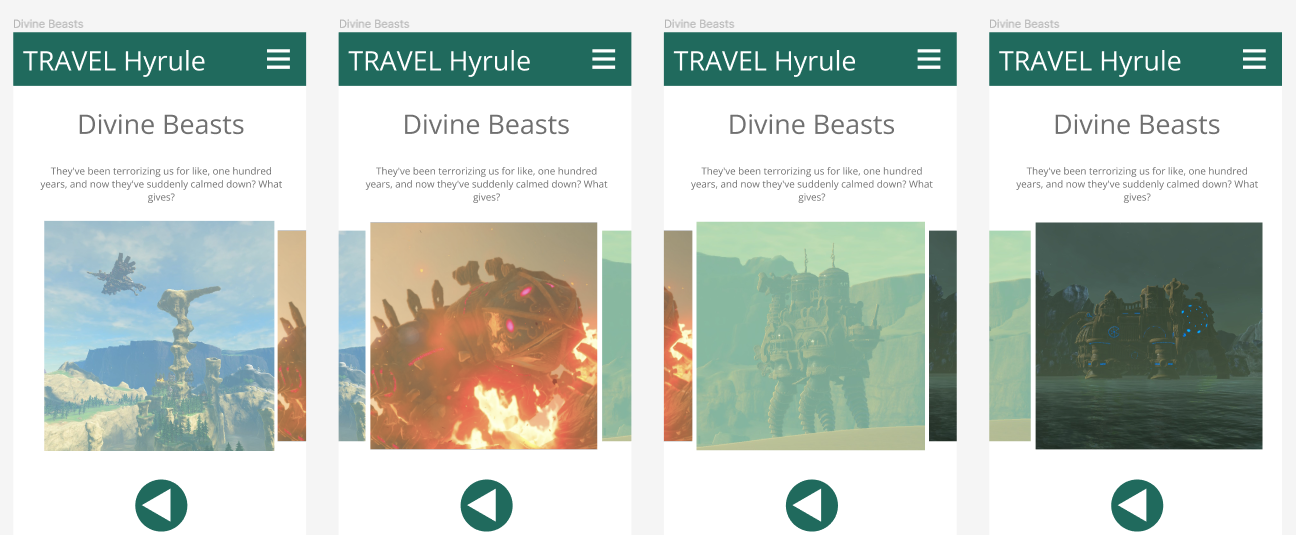 Divine Beasts
TRAVEL Hyrule
Divine Beasts
They've been terrorizing us for like, one hundred
years, and now they've suddenly calmed down? What
gives?
Divine Beasts
TRAVEL Hyrule
Divine Beasts
They've been terrorizing us for like, one hundred
years, and now they've suddenly calmed down? What
gives?
Divine Beasts
TRAVEL Hyrule
Divine Beasts
They've been terrorizing us for like, one hundred
years, and now they've suddenly calmed down? What
gives?
Divine Beasts
TRAVEL Hyrule
Divine Beasts
They've been terrorizing us for like, one hundred
years, and now they've suddenly calmed down? What
gives?